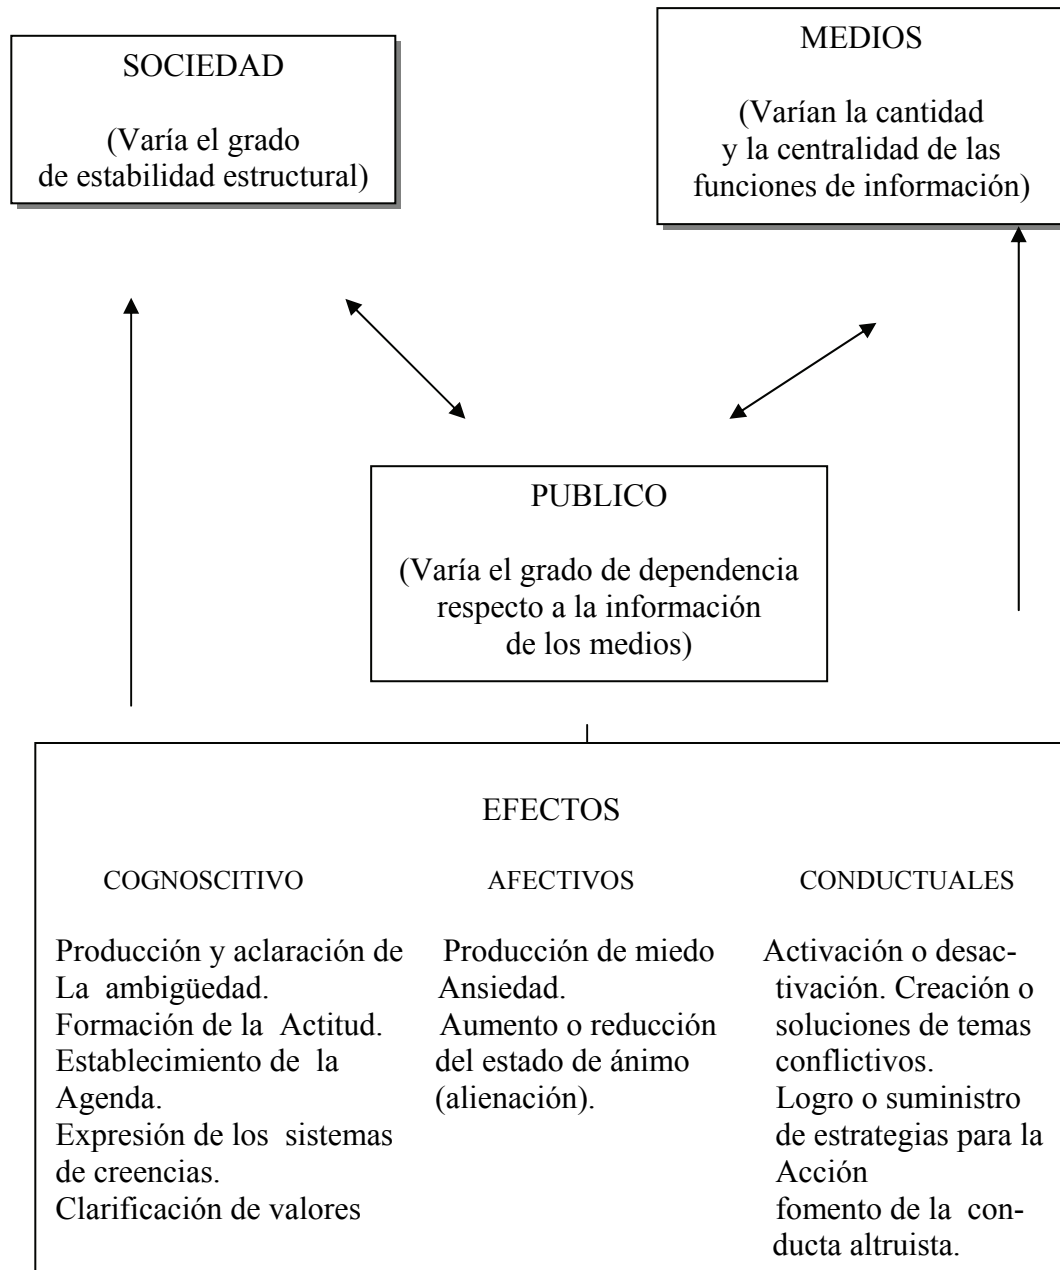 SOCIEDAD
(Varía el grado
de estabilidad estructural)
MEDIOS
(Varían la cantidad
y la centralidad de las
funciones de información)
PUBLICO
(Varía el grado de dependencia
respecto a la información
de los medios)
EFECTOS
COGNOSCITIVO
Producción y aclaración de
La ambigüedad.
Formación de la Actitud.
Establecimiento de la
Agenda.
Expresión de los sistemas
de creencias.
Clarificación de valores
AFECTIVOS
Producción de miedo
Ansiedad.
Aumento o reducción
del estado de ánimo
(alienación).
CONDUCTUALES
Activación o desac-
tivación. Creación o
soluciones de temas
conflictivos.
Logro o suministro
de estrategias para la
Acción
fomento de la con-
ducta altruista.